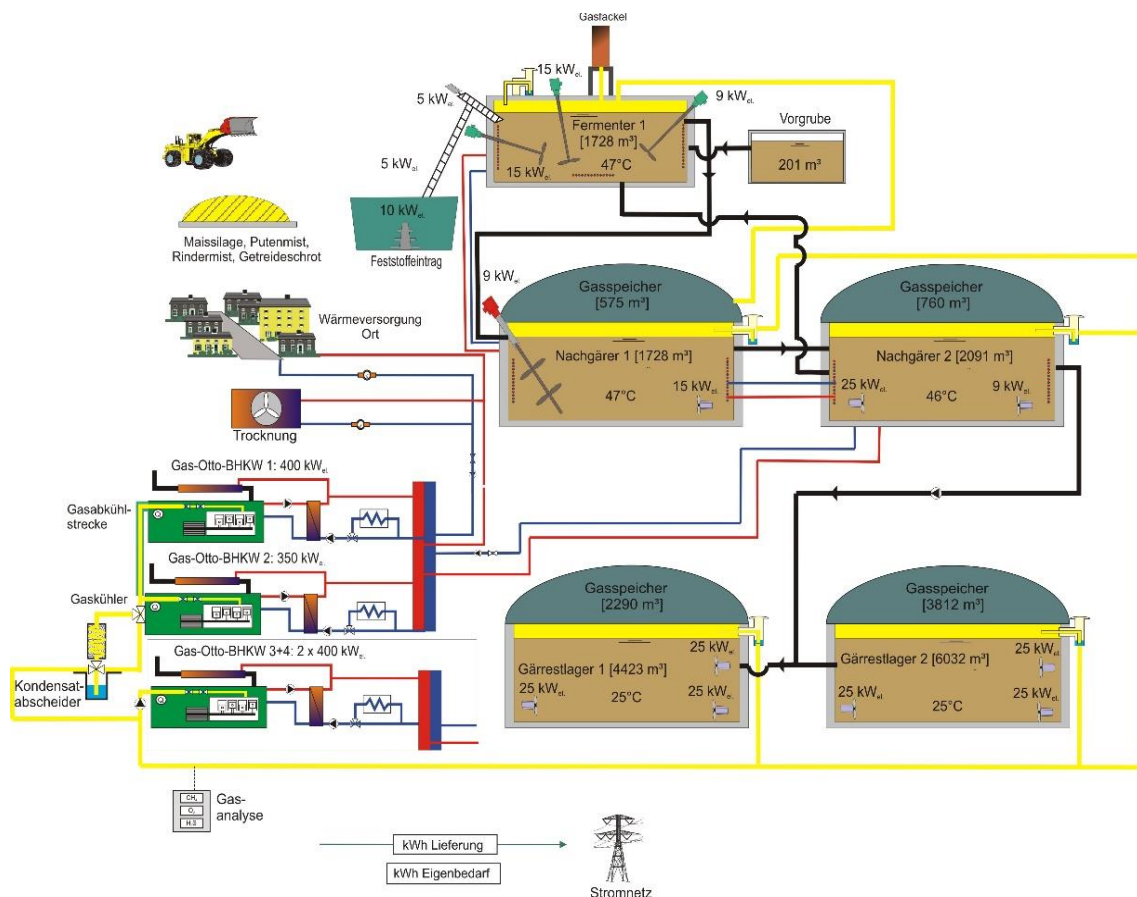 Gasfackel
15 kWel.
5 kWel.
9 kWel.
Fermenter 1
[1728 m³]
47°C
15 kWel.
Vorgrube
201 m³
5 kWel.
10 kWel.
Feststoffeintrag
Maissilage, Putenmist,
Rindermist, Getreideschrot
9 kWel.
Gasspeicher
[575 m³]
Gasspeicher
[760 m³]
Wärmeversorgung
Ort
Nachgärer 1 [1728 m³]
15 kWel.
47°C
Nachgärer 2 [2091 m³]
25 kWel.
9 kWel.
46°C
Trocknung
Gas-Otto-BHKW 1: 400 kWel.
Gasabkühl-
strecke
Gas-Otto-BHKW 2: 350 kWel.
Gaskühler
Gas-Otto-BHKW 3+4: 2 x 400 kWel.
Kondensat-
abscheider
Gasspeicher
[2290 m³]
Gasspeicher
[3812 m³]
25 kWel.
Gärrestlager 1 [4423 m³]
25 kWel.
25 kWel.
25°C
25 kWel.
Gärrestlager 2 [6032 m³]
25 kWel.
25 kWel.
25°C
CH₄
O₂
H₂S
Gas-
analyse
kWh Lieferung
kWh Eigenbedarf
Stromnetz